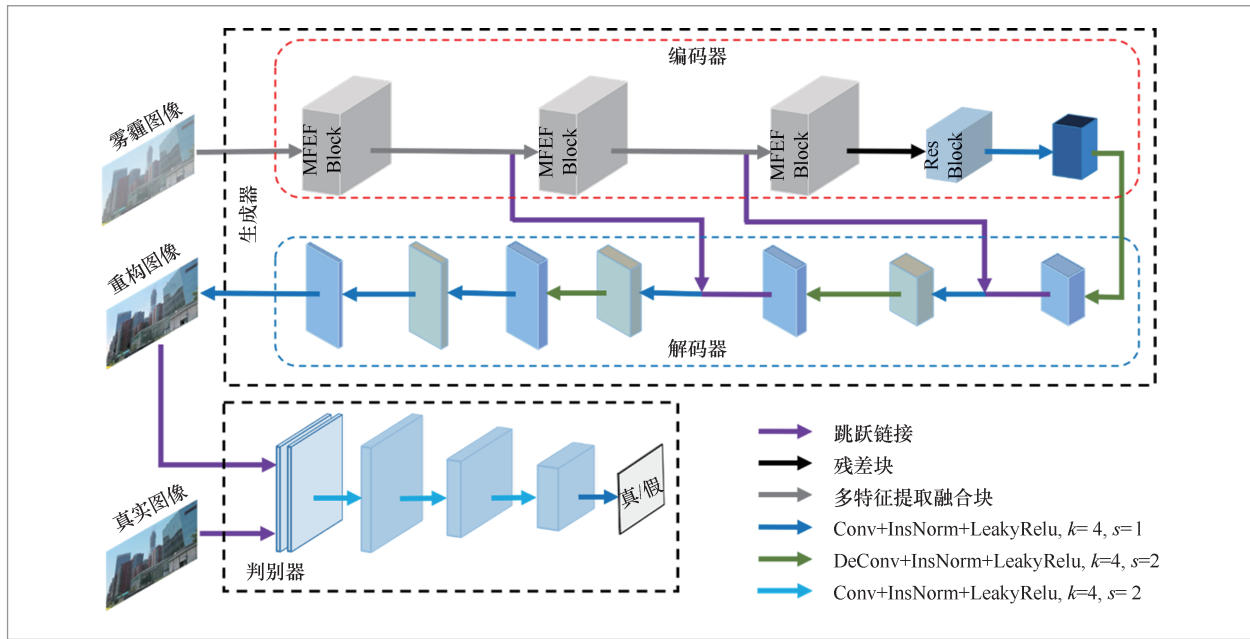 编码器
雾霾图像
MFEF
Block
MFEF
Block
MFEF
Block
Res
Block
生成器
重构图像
解码器
真实图像
真/假
判别器
跳跃链接
残差块
多特征提取融合块
Conv+InsNorm+LeakyRelu, k= 4, s=1
DeConv+InsNorm+LeakyRelu, k=4, s=2
Conv+InsNorm+LeakyRelu, k=4, s= 2